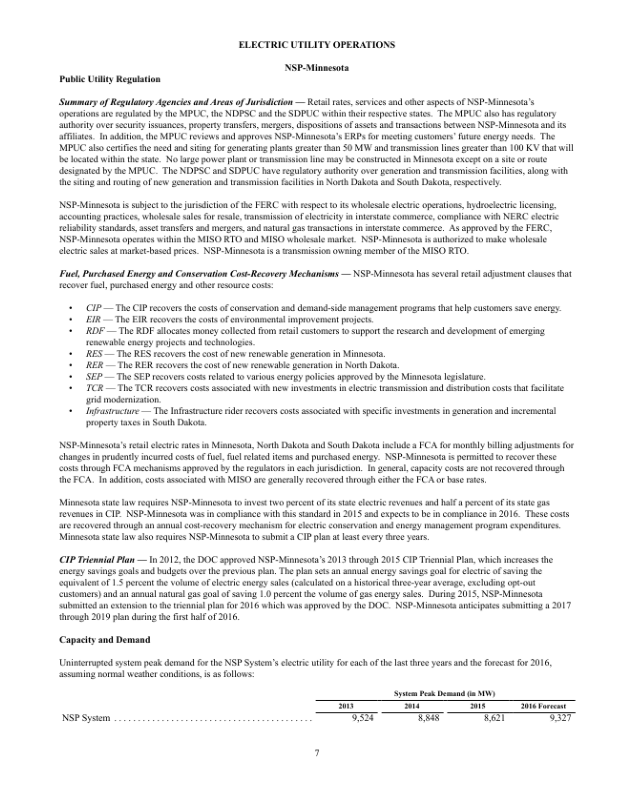 ELECTRIC UTILITY OPERATIONS
NSP-Minnesota
Public Utility Regulation
Summary of Regulatory Agencies and Areas of Jurisdiction — Retail rates, services and other aspects of NSP-Minnesota's
operations are regulated by the MPUC, the NDPSC and the SDPUC within their respective states. The MPUC also has regulatory
authority over security issuances, property transfers, mergers, dispositions of assets and transactions between NSP-Minnesota and its
affiliates. In addition, the MPUC reviews and approves NSP-Minnesota's ERPs for meeting customers' future energy needs. The
MPUC also certifies the need and siting for generating plants greater than 50 MW and transmission lines greater than 100 KV that will
be located within the state. No large power plant or transmission line may be constructed in Minnesota except on a site or route
designated by the MPUC. The NDPSC and SDPUC have regulatory authority over generation and transmission facilities, along with
the siting and routing of new generation and transmission facilities in North Dakota and South Dakota, respectively.
NSP-Minnesota is subject to the jurisdiction of the FERC with respect to its wholesale electric operations, hydroelectric licensing,
accounting practices, wholesale sales for resale, transmission of electricity in interstate commerce, compliance with NERC electric
reliability standards, asset transfers and mergers, and natural gas transactions in interstate commerce. As approved by the FERC,
NSP-Minnesota operates within the MISO RTO and MISO wholesale market. NSP-Minnesota is authorized to make wholesale
electric sales at market-based prices. NSP-Minnesota is a transmission owning member of the MISO RTO.
Fuel, Purchased Energy and Conservation Cost-Recovery Mechanisms — NSP-Minnesota has several retail adjustment clauses that
recover fuel, purchased energy and other resource costs:
• CIP — The CIP recovers the costs of conservation and demand-side management programs that help customers save energy.
• EIR — The EIR recovers the costs of environmental improvement projects.
• RDF — The RDF allocates money collected from retail customers to support the research and development of emerging
renewable energy projects and technologies.
• RES — The RES recovers the cost of new renewable generation in Minnesota.
• RER — The RER recovers the cost of new renewable generation in North Dakota.
• SEP — The SEP recovers costs related to various energy policies approved by the Minnesota legislature.
• TCR — The TCR recovers costs associated with new investments in electric transmission and distribution costs that facilitate
grid modernization.
• Infrastructure — The Infrastructure rider recovers costs associated with specific investments in generation and incremental
property taxes in South Dakota.
NSP-Minnesota's retail electric rates in Minnesota, North Dakota and South Dakota include a FCA for monthly billing adjustments for
changes in prudently incurred costs of fuel, fuel related items and purchased energy. NSP-Minnesota is permitted to recover these
costs through FCA mechanisms approved by the regulators in each jurisdiction. In general, capacity costs are not recovered through
the FCA. In addition, costs associated with MISO are generally recovered through either the FCA or base rates.
Minnesota state law requires NSP-Minnesota to invest two percent of its state electric revenues and half a percent of its state gas
revenues in CIP. NSP-Minnesota was in compliance with this standard in 2015 and expects to be in compliance in 2016. These costs
are recovered through an annual cost-recovery mechanism for electric conservation and energy management program expenditures.
Minnesota state law also requires NSP-Minnesota to submit a CIP plan at least every three years.
CIP Triennial Plan — In 2012, the DOC approved NSP-Minnesota's 2013 through 2015 CIP Triennial Plan, which increases the
energy savings goals and budgets over the previous plan. The plan sets an annual energy savings goal for electric of saving the
equivalent of 1.5 percent the volume of electric energy sales (calculated on a historical three-year average, excluding opt-out
customers) and an annual natural gas goal of saving 1.0 percent the volume of gas energy sales. During 2015, NSP-Minnesota
submitted an extension to the triennial plan for 2016 which was approved by the DOC. NSP-Minnesota anticipates submitting a 2017
through 2019 plan during the first half of 2016.
Capacity and Demand
Uninterrupted system peak demand for the NSP System's electric utility for each of the last three years and the forecast for 2016,
assuming normal weather conditions, is as follows:
System Peak Demand (in MW)
2013 2014 2015 2016 Forecast
NSP System . . . . . . . . . . . . . . . . . . . . . . . . . . . . . . . . . . . . . . . . . . 9,524 8,848 8,621 9,327
7